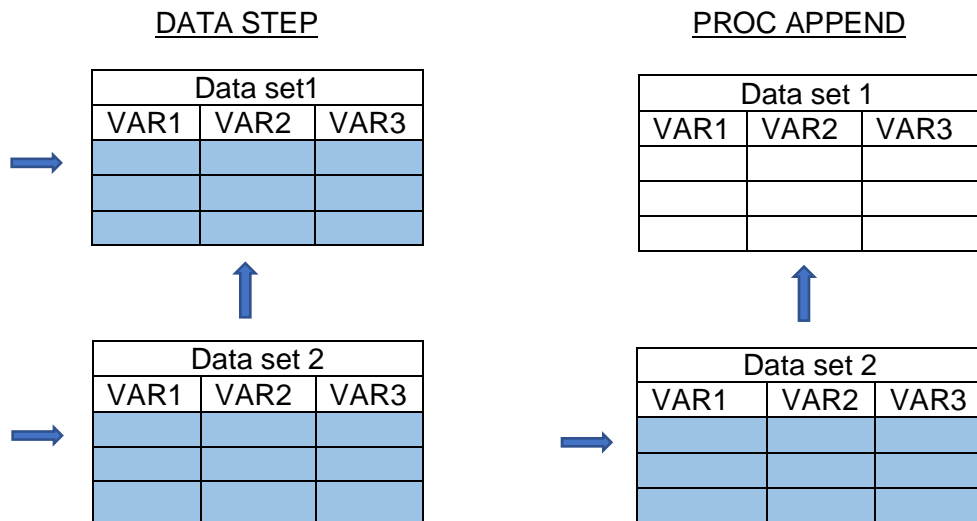 DATA STEP
Data set1
VAR1 VAR2 VAR3
Data set 2
VAR1 VAR2 VAR3
PROC APPEND
Data set 1
VAR1 VAR2 VAR3
Data set 2
VAR1 VAR2 VAR3